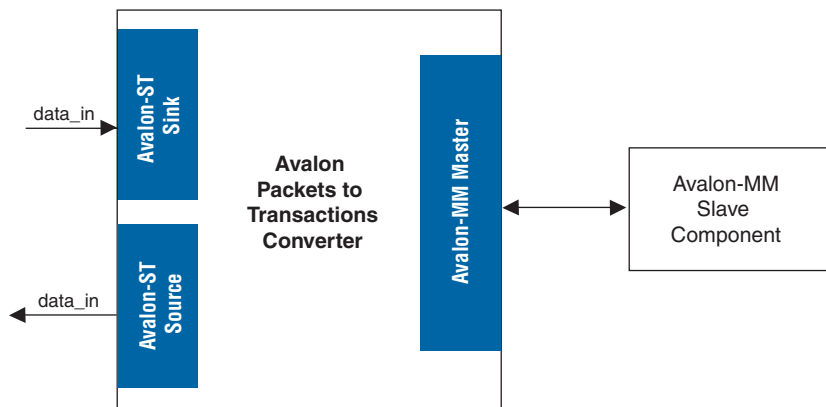 data_in
Avalon-ST
Sink
data_in
Avalon-ST
Source
Avalon
Packets to
Transactions
Converter
Avalon-MM Master
Avalon-MM
Slave
Component